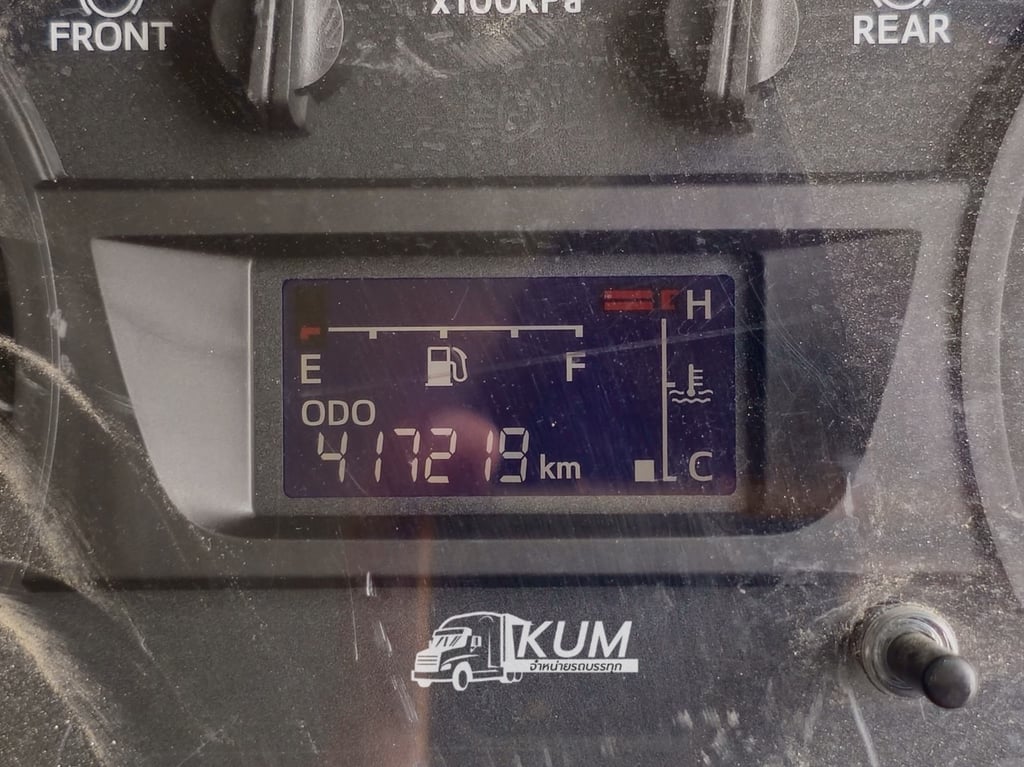 x100kPa
FRONT
REAR
H
E
F
ODO
417219 km
C
KUM
จำหน่ายรถบรรทุก